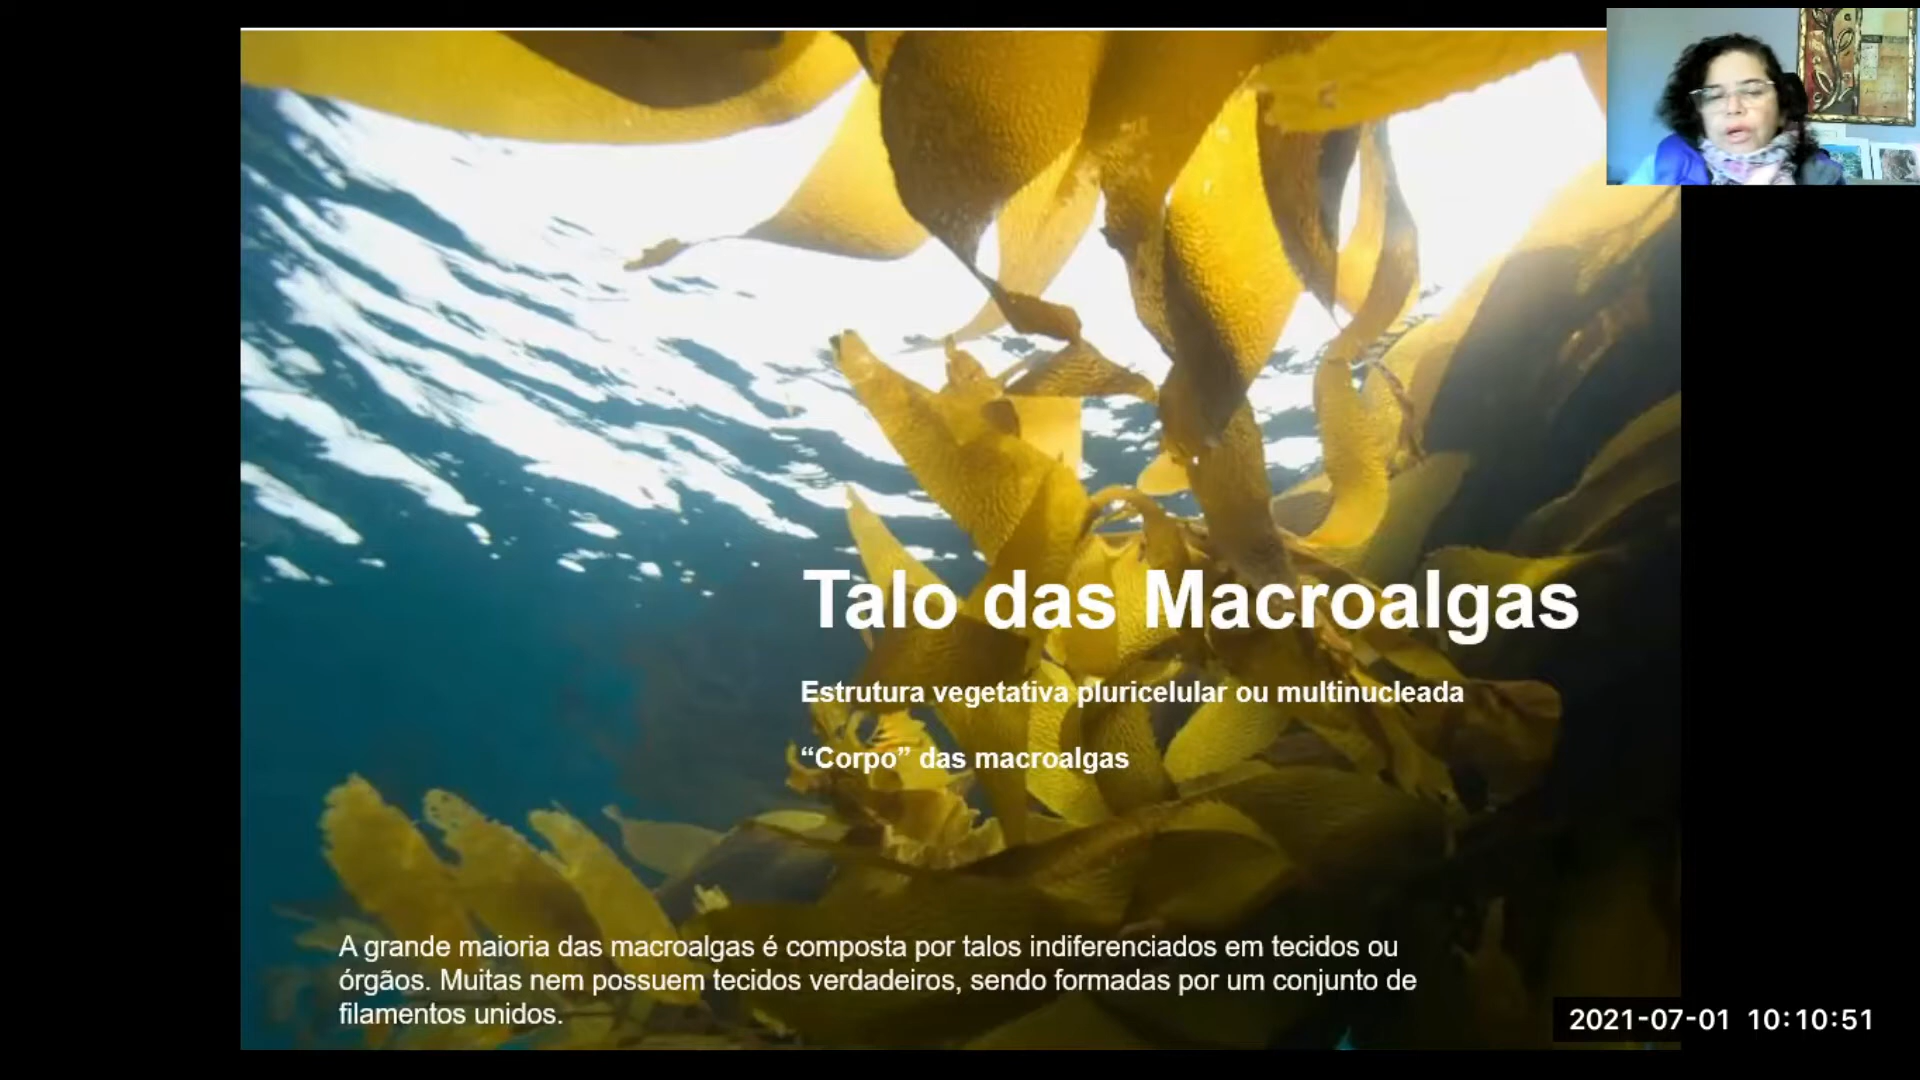 Talo das Macroalgas
Estrutura vegetativa pluricelular ou multinucleada
“Corpo” das macroalgas
A grande maioria das macroalgas é composta por talos indiferenciados em tecidos ou
órgãos. Muitas nem possuem tecidos verdadeiros, sendo formadas por um conjunto de
filamentos unidos.
2021-07-01 10:10:51